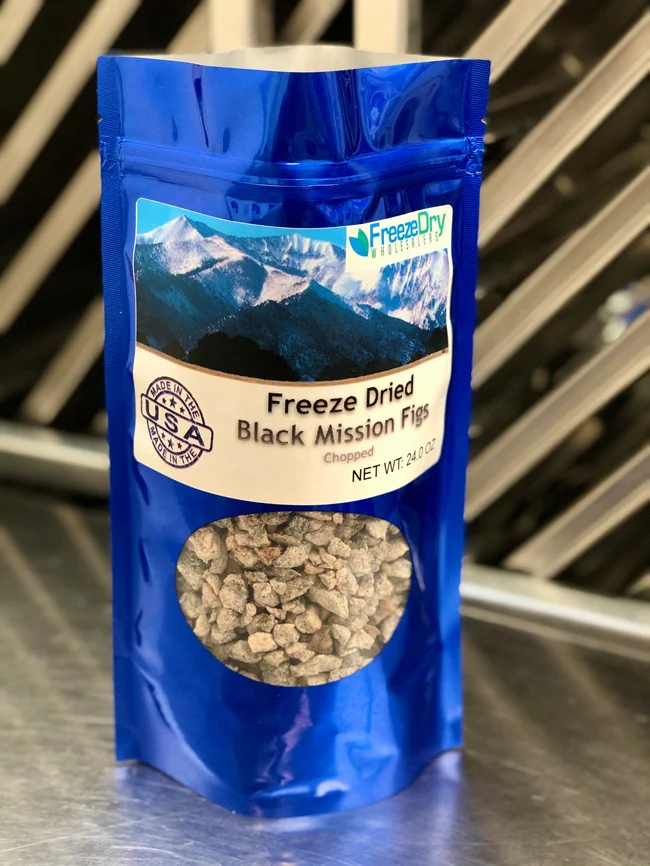 FreezeDry
WHOLESALERS
MADE IN THE
USA
MADE IN THE
Freeze Dried
Black Mission Figs
Chopped
NET WT: 24.0 OZ